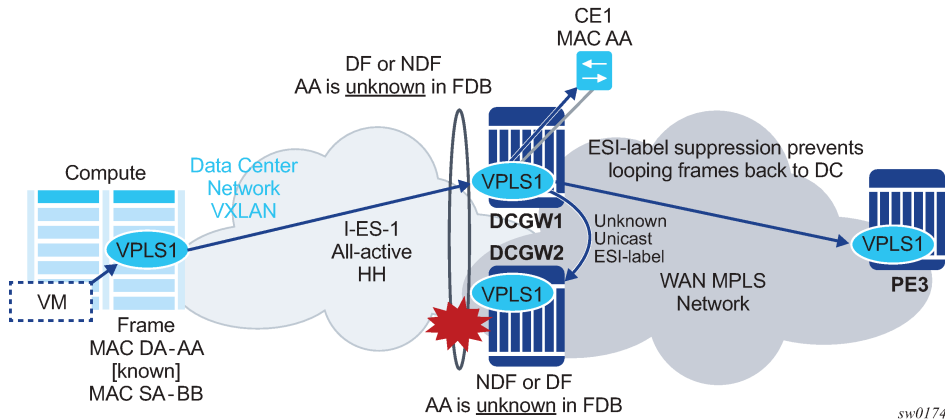 CE1
MAC AA
DF or NDF
AA is unknown in FDB
ESI-label suppression prevents
looping frames back to DC
Compute
Data Center
Network
VXLAN
VPLS1
I-ES-1
All-active
HH
VPLS1
DCGW1
DCGW2
Unknown
Unicast
ESI-label
VPLS1
PE3
VM
VPLS1
WAN MPLS
Network
Frame
MAC DA-AA
[known]
MAC SA-BB
NDF or DF
AA is unknown in FDB
sw0174